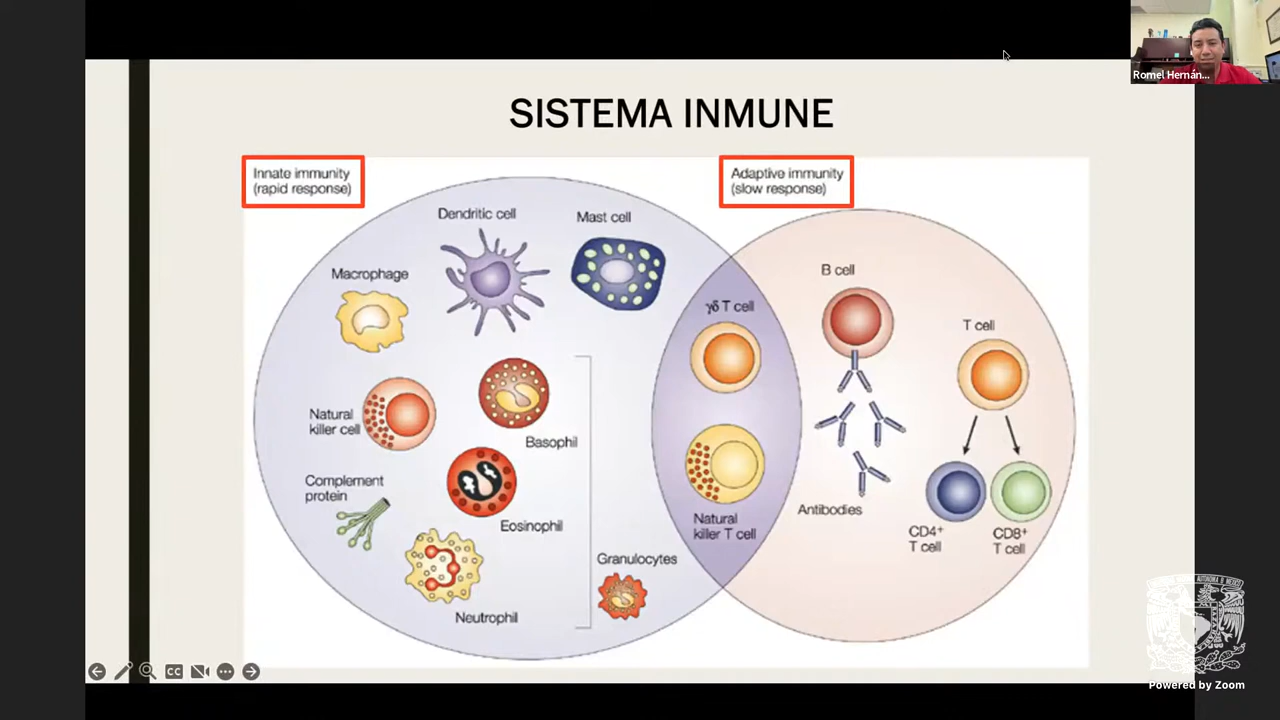 Romel Hernán...
SISTEMA INMUNE
Innate immunity
(rapid response)
Adaptive immunity
(slow response)
Dendritic cell
Mast cell
Macrophage
Natural
killer cell
Complement
protein
Basophil
Eosinophil
Neutrophil
Granulocytes
γδ T cell
Natural
killer T cell
B cell
Antibodies
T cell
CD4⁺
T cell
CD8⁺
T cell
CC
Powered by Zoom